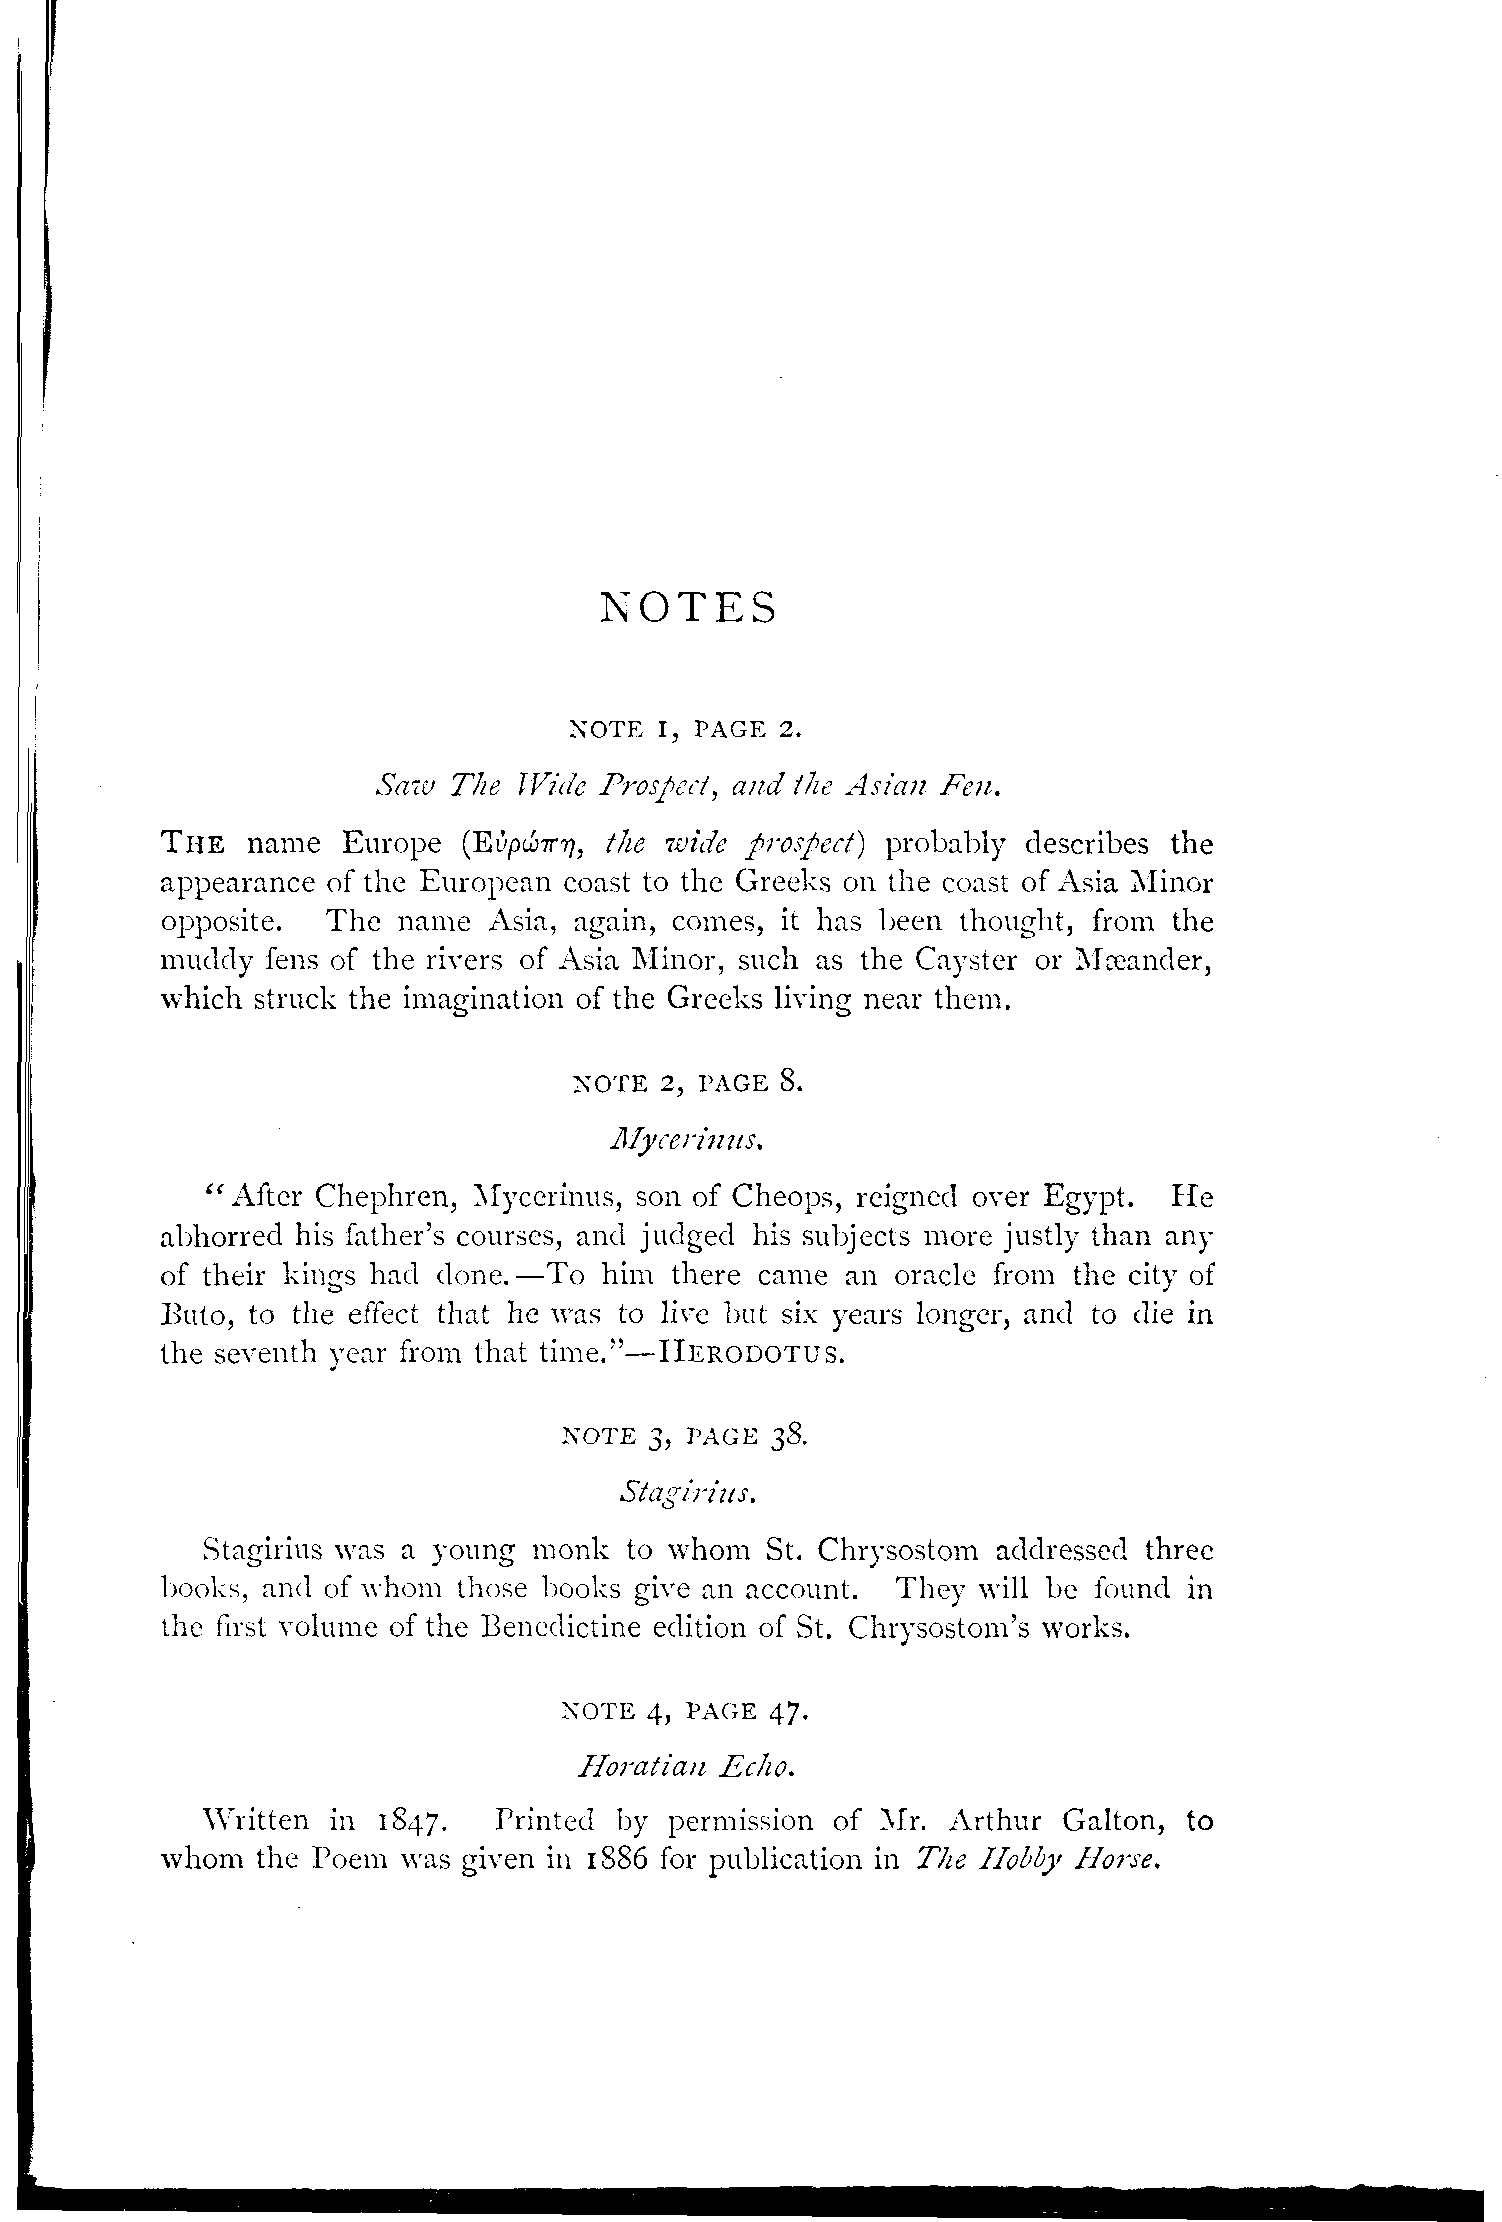 NOTES
NOTE 1, PAGE 2.
Saw The Wide Prospect, and the Asian Fen.
THE name Europe (Εὐρώπη, the wide prospect) probably describes the
appearance of the European coast to the Greeks on the coast of Asia Minor
opposite. The name Asia, again, comes, it has been thought, from the
muddy fens of the rivers of Asia Minor, such as the Cayster or Mæander,
which struck the imagination of the Greeks living near them.
NOTE 2, PAGE 8.
Mycerinus.
“After Chephren, Mycerinus, son of Cheops, reigned over Egypt. He
abhorred his father's courses, and judged his subjects more justly than any
of their kings had done.—To him there came an oracle from the city of
Buto, to the effect that he was to live but six years longer, and to die in
the seventh year from that time.”—HERODOTUS.
NOTE 3, PAGE 38.
Stagirius.
Stagirius was a young monk to whom St. Chrysostom addressed three
books, and of whom those books give an account. They will be found in
the first volume of the Benedictine edition of St. Chrysostom's works.
NOTE 4, PAGE 47.
Horatian Echo.
Written in 1847. Printed by permission of Mr. Arthur Galton, to
whom the Poem was given in 1886 for publication in The Hobby Horse.